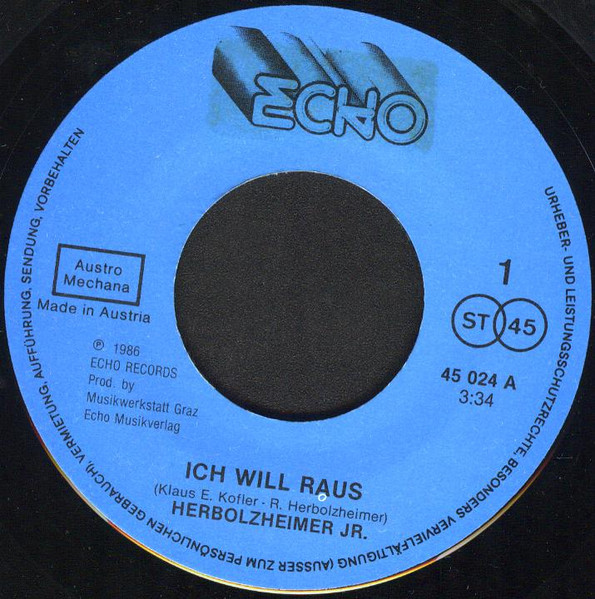 ECHO
URHEBER- UND LEISTUNGSSCHUTZRECHTE, BESONDERS VERVIELFÄLTIGUNG (AUSSER ZUM PERSÖNLICHEN GEBRAUCH), VERMIETUNG, AUFFÜHRUNG, SENDUNG, VORBEHALTEN
Austro
Mechana
Made in Austria
℗ 1986
ECHO RECORDS
Prod. by
Musikwerkstatt Graz
Echo Musikverlag
1
ST 45
45 024 A
3:34
ICH WILL RAUS
(Klaus E. Kofler - R. Herbolzheimer)
HERBOLZHEIMER JR.